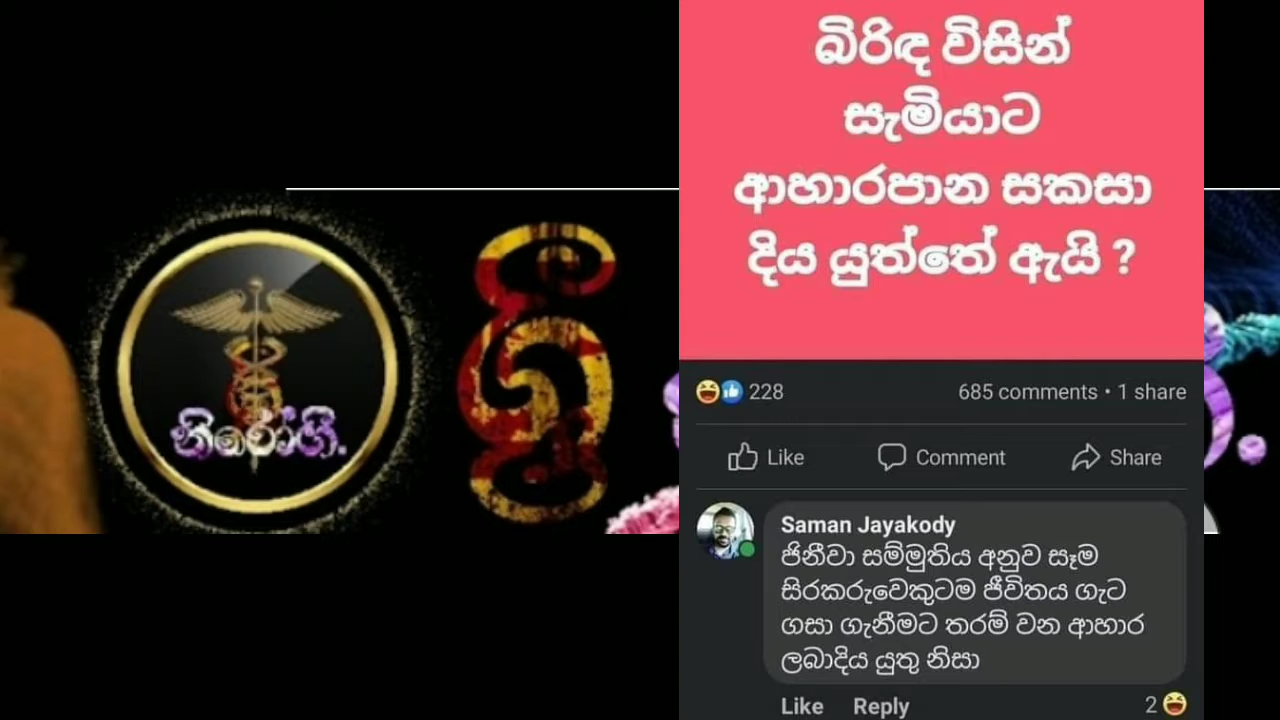 නිරෝගී.
බිරිඳ විසින්
සැමියාට
ආහාරපාන සකසා
දිය යුත්තේ ඇයි ?
228
685 comments • 1 share
Like
Comment
Share
Saman Jayakody
ජිනීවා සම්මුතිය අනුව සෑම
සිරකරුවෙකුටම ජීවිතය ගැට
ගසා ගැනීමට තරම් වන ආහාර
ලබාදිය යුතු නිසා
Like Reply
2